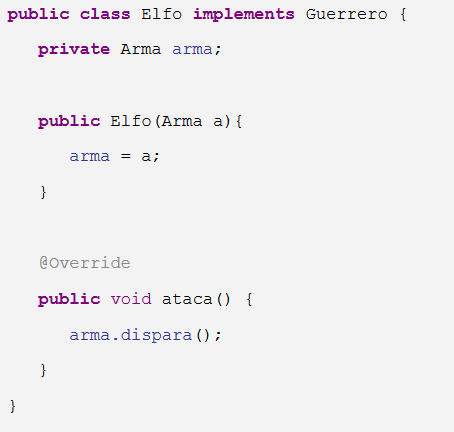 public class Elfo implements Guerrero {
private Arma arma;
public Elfo(Arma a){
arma = a;
}
@Override
public void ataca() {
arma.dispara();
}
}